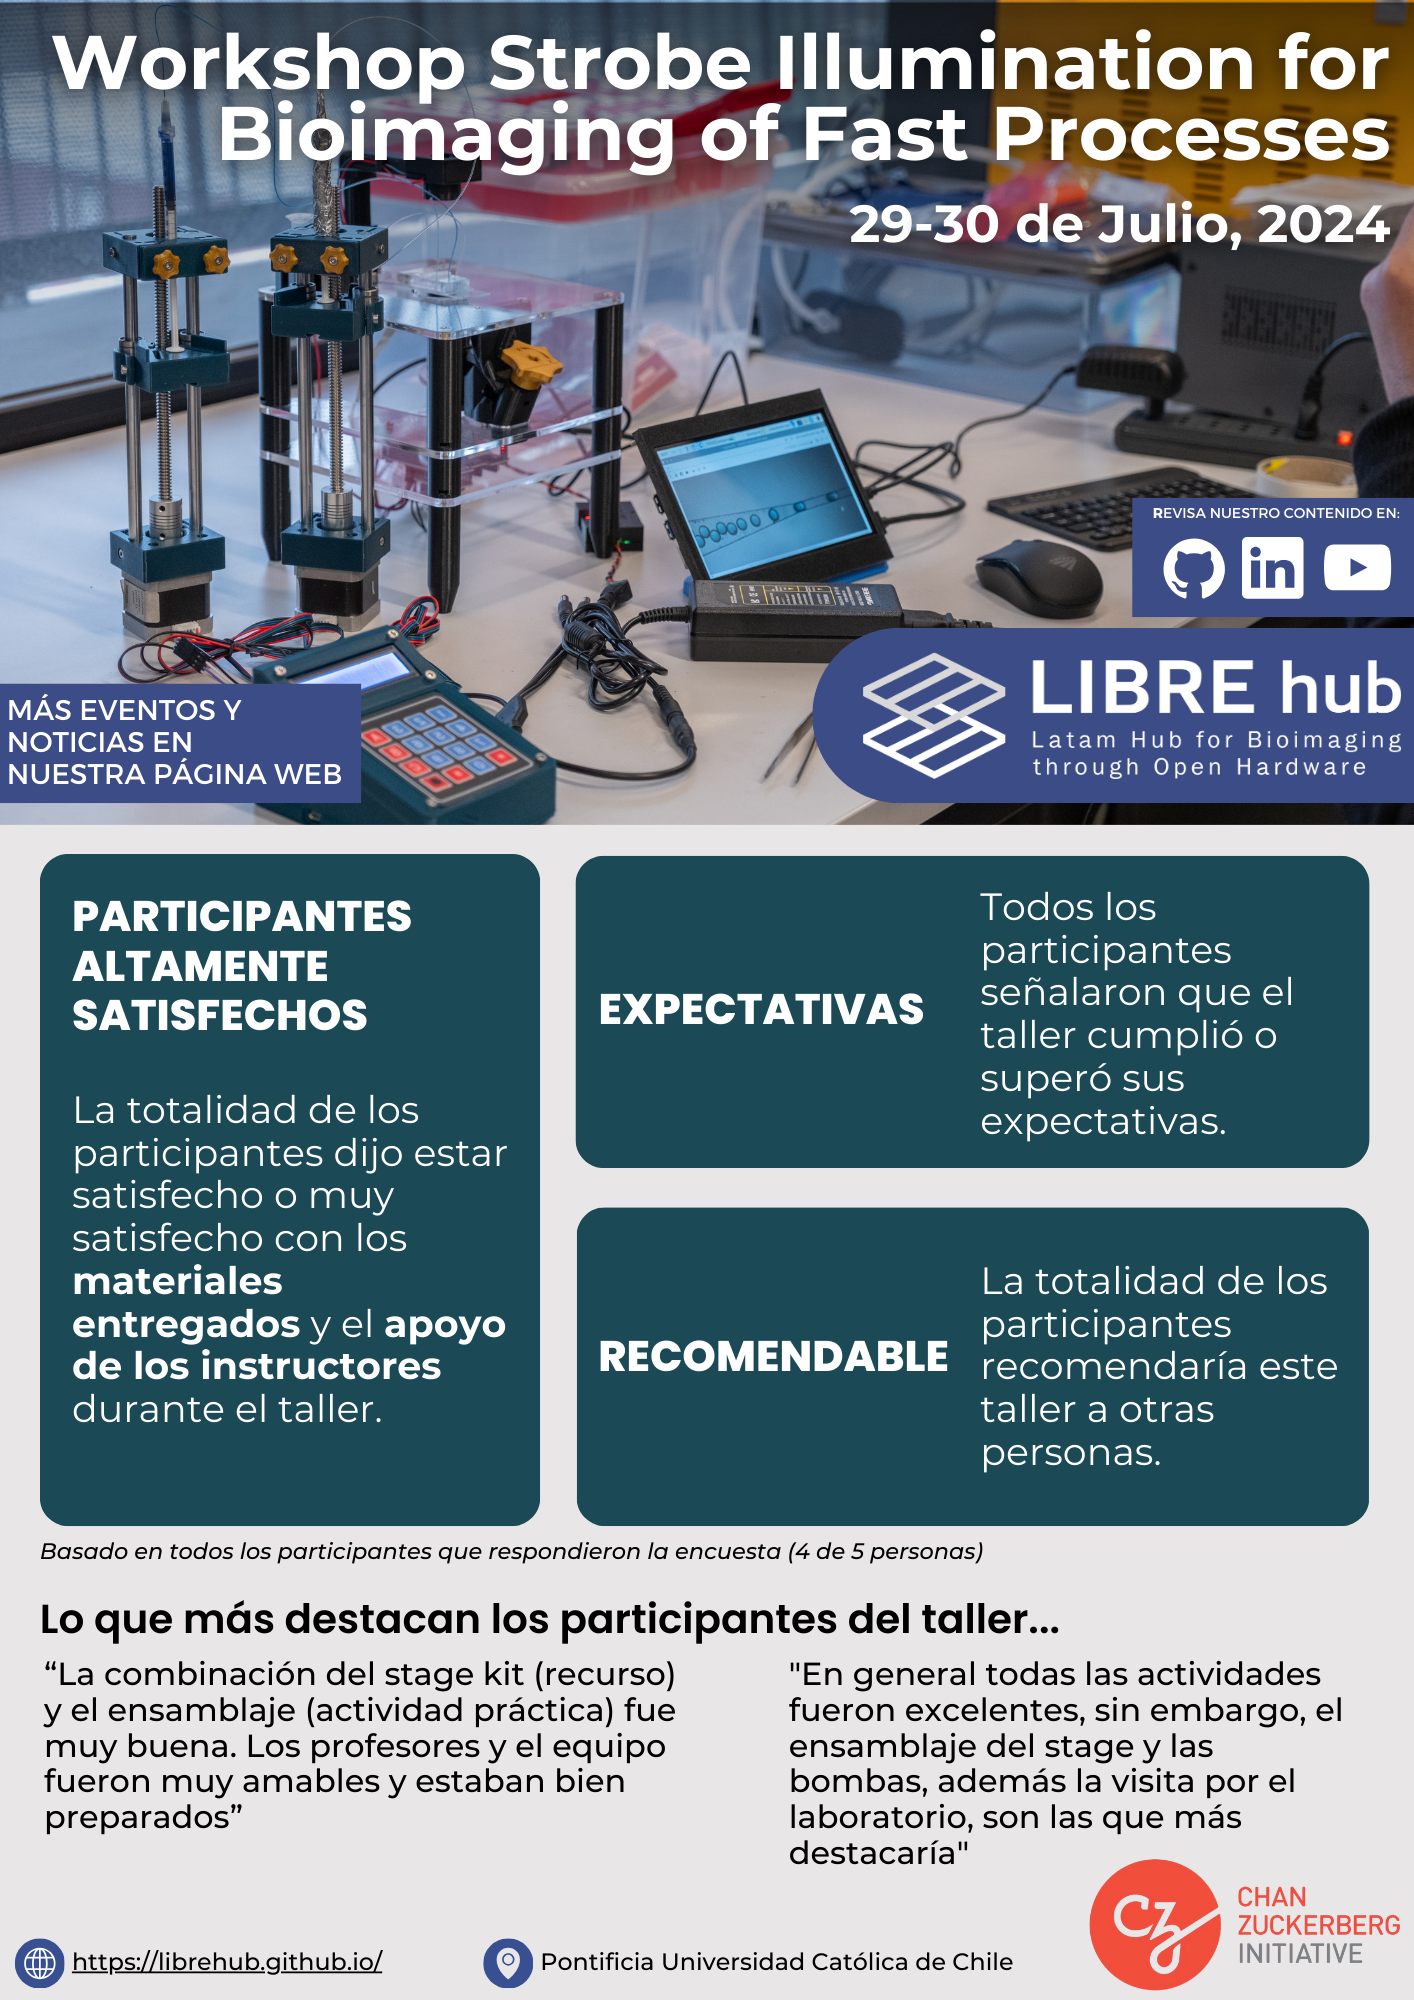 Workshop Strobe Illumination for
Bioimaging of Fast Processes
29-30 de Julio, 2024
REVISA NUESTRO CONTENIDO EN:
in
LIBRE hub
Latam Hub for Bioimaging
through Open Hardware
MÁS EVENTOS Y
NOTICIAS EN
NUESTRA PÁGINA WEB
PARTICIPANTES
ALTAMENTE
SATISFECHOS
La totalidad de los
participantes dijo estar
satisfecho o muy
satisfecho con los
materiales
entregados y el apoyo
de los instructores
durante el taller.
EXPECTATIVAS
Todos los
participantes
señalaron que el
taller cumplió o
superó sus
expectativas.
RECOMENDABLE
La totalidad de los
participantes
recomendaría este
taller a otras
personas.
Basado en todos los participantes que respondieron la encuesta (4 de 5 personas)
Lo que más destacan los participantes del taller...
“La combinación del stage kit (recurso)
y el ensamblaje (actividad práctica) fue
muy buena. Los profesores y el equipo
fueron muy amables y estaban bien
preparados”
"En general todas las actividades
fueron excelentes, sin embargo, el
ensamblaje del stage y las
bombas, además la visita por el
laboratorio, son las que más
destacaría"
https://librehub.github.io/
Pontificia Universidad Católica de Chile
CZ
CHAN
ZUCKERBERG
INITIATIVE